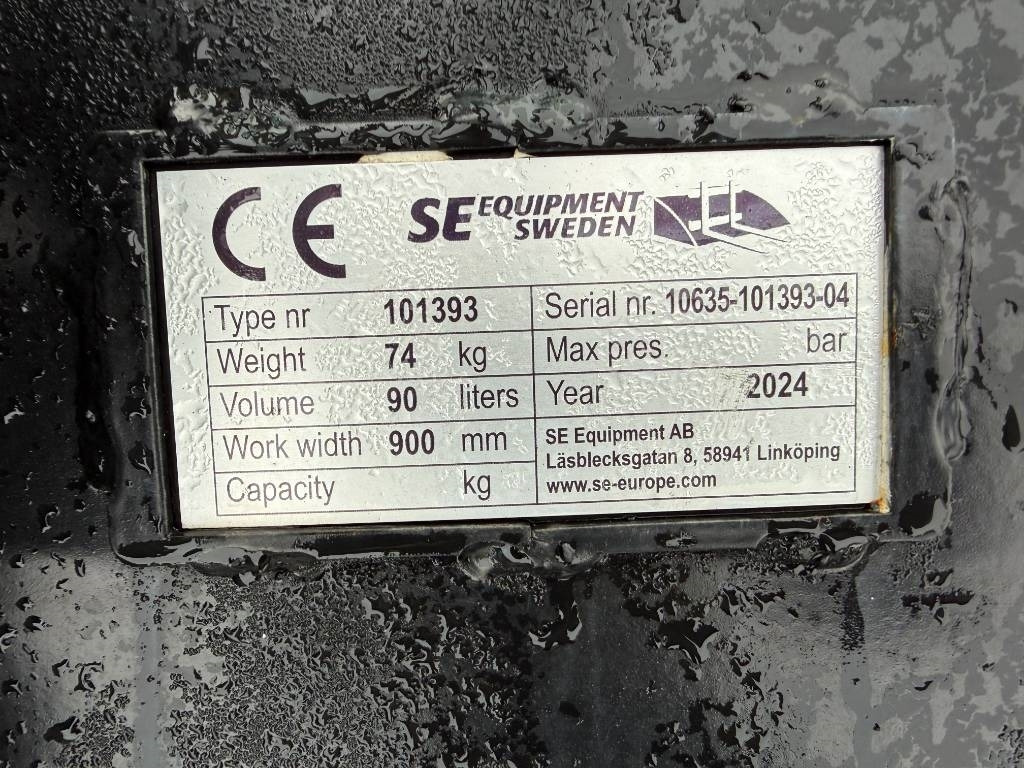 CE
SE EQUIPMENT
SWEDEN
Type nr 101393
Serial nr. 10635-101393-04
Weight 74 kg
Max pres. bar
Volume 90 liters
Year 2024
Work width 900 mm
SE Equipment AB
Läsblecksgatan 8, 58941 Linköping
www.se-europe.com
Capacity kg